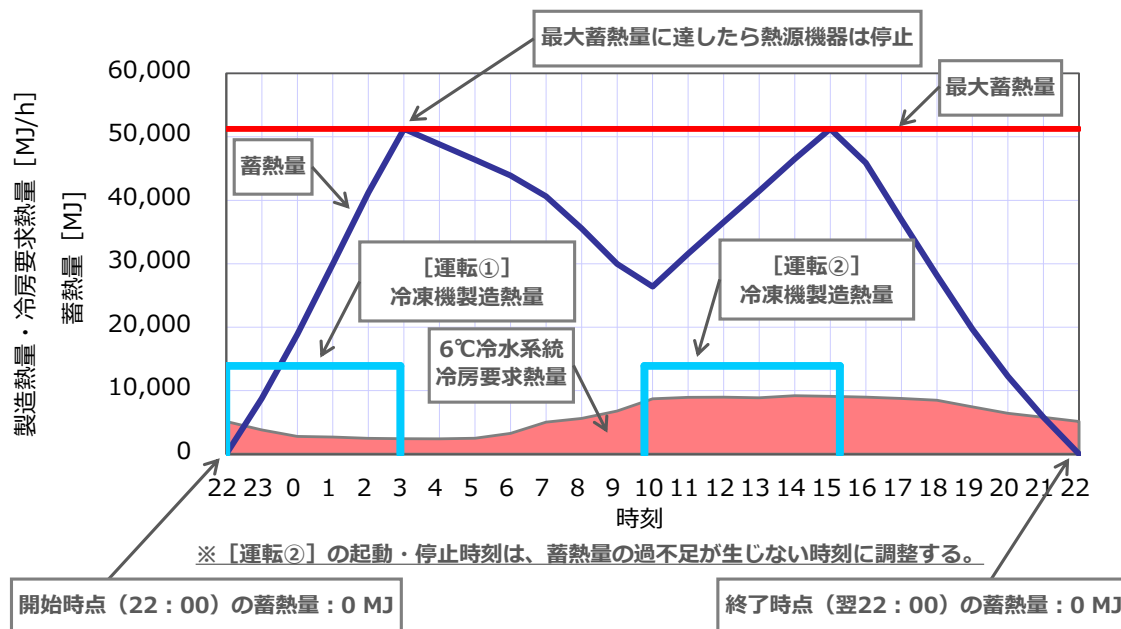 最大蓄熱量に達したら熱源機器は停止
最大蓄熱量
製造熱量・冷房要求熱量 [MJ/h]
蓄熱量 [MJ]
60,000
50,000
40,000
30,000
20,000
10,000
0
蓄熱量
［運転①］
冷凍機製造熱量
［運転②］
冷凍機製造熱量
6℃冷水系統
冷房要求熱量
22 23 0 1 2 3 4 5 6 7 8 9 10 11 12 13 14 15 16 17 18 19 20 21 22
時刻
※［運転②］の起動・停止時刻は、蓄熱量の過不足が生じない時刻に調整する。
開始時点（22：00）の蓄熱量：0 MJ
終了時点（翌22：00）の蓄熱量：0 MJ